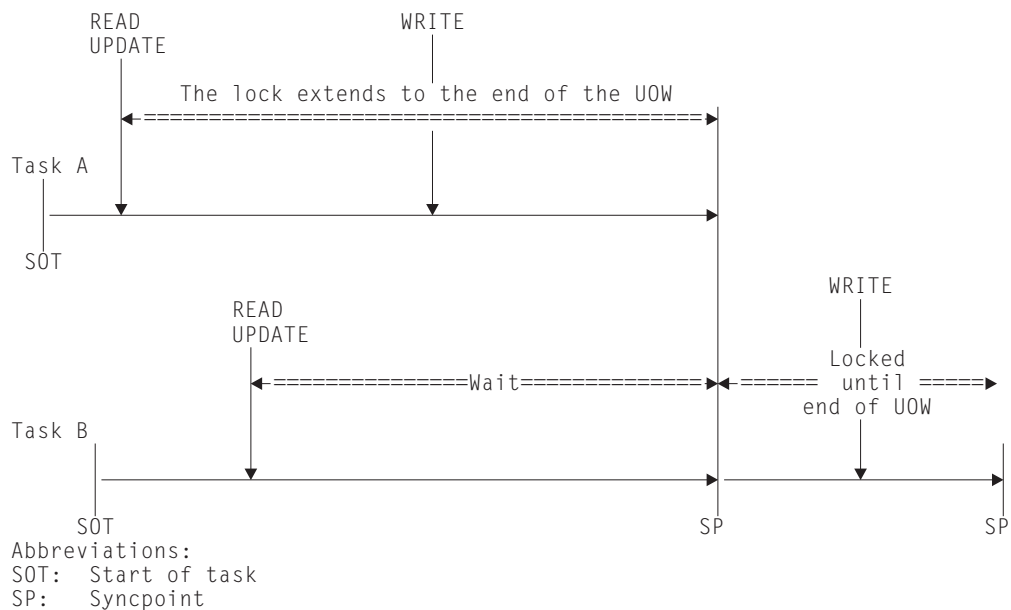 READ
UPDATE
WRITE
The lock extends to the end of the UOW
Task A
SOT
READ
UPDATE
WRITE
Wait
Locked
until
end of UOW
Task B
SOT
SP
SP
Abbreviations:
SOT: Start of task
SP: Syncpoint